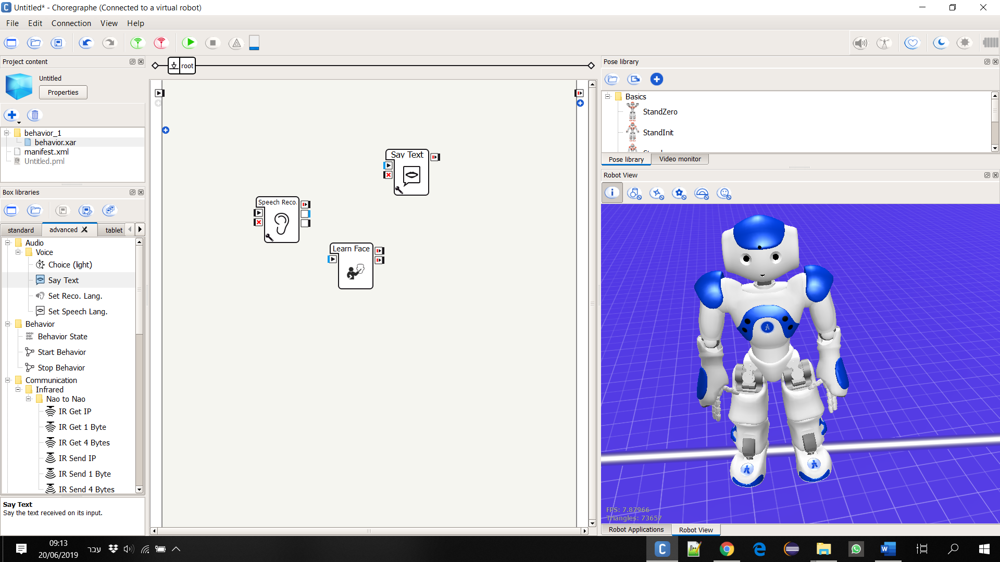 Untitled* - Choregraphe (Connected to a virtual robot)
File Edit Connection View Help
Project content
Untitled
Properties
behavior_1
behavior.xar
manifest.xml
Untitled.pml
Box libraries
standard advanced tablet
Audio
Voice
Choice (light)
Say Text
Set Reco. Lang.
Set Speech Lang.
Behavior
Behavior State
Start Behavior
Stop Behavior
Communication
Infrared
Nao to Nao
IR Get IP
IR Get 1 Byte
IR Get 4 Bytes
IR Send IP
IR Send 1 Byte
IR Send 4 Bytes
Say Text
Say the text received on its input.
root
Say Text
Speech Reco.
Learn Face
Pose library
Basics
StandZero
StandInit
Pose library Video monitor
Robot View
FPS: 7.87966
Triangles: 73657
Robot Applications Robot View
09:13
20/06/2019
עבר